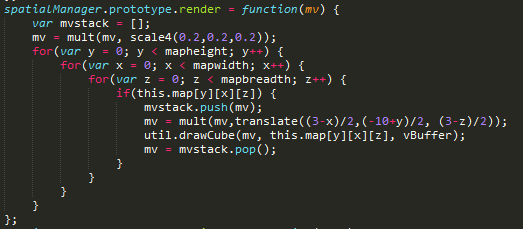 spatialManager.prototype.render = function(mv) {
    var mvstack = [];
    mv = mult(mv, scale4(0.2,0.2,0.2));
    for(var y = 0; y < mapheight; y++) {
        for(var x = 0; x < mapwidth; x++) {
            for(var z = 0; z < mapbreadth; z++) {
                if(this.map[y][x][z]) {
                    mvstack.push(mv);
                    mv = mult(mv,translate((3-x)/2,(-10+y)/2, (3-z)/2));
                    util.drawCube(mv, this.map[y][x][z], vBuffer);
                    mv = mvstack.pop();
                }
            }
        }
    }
};